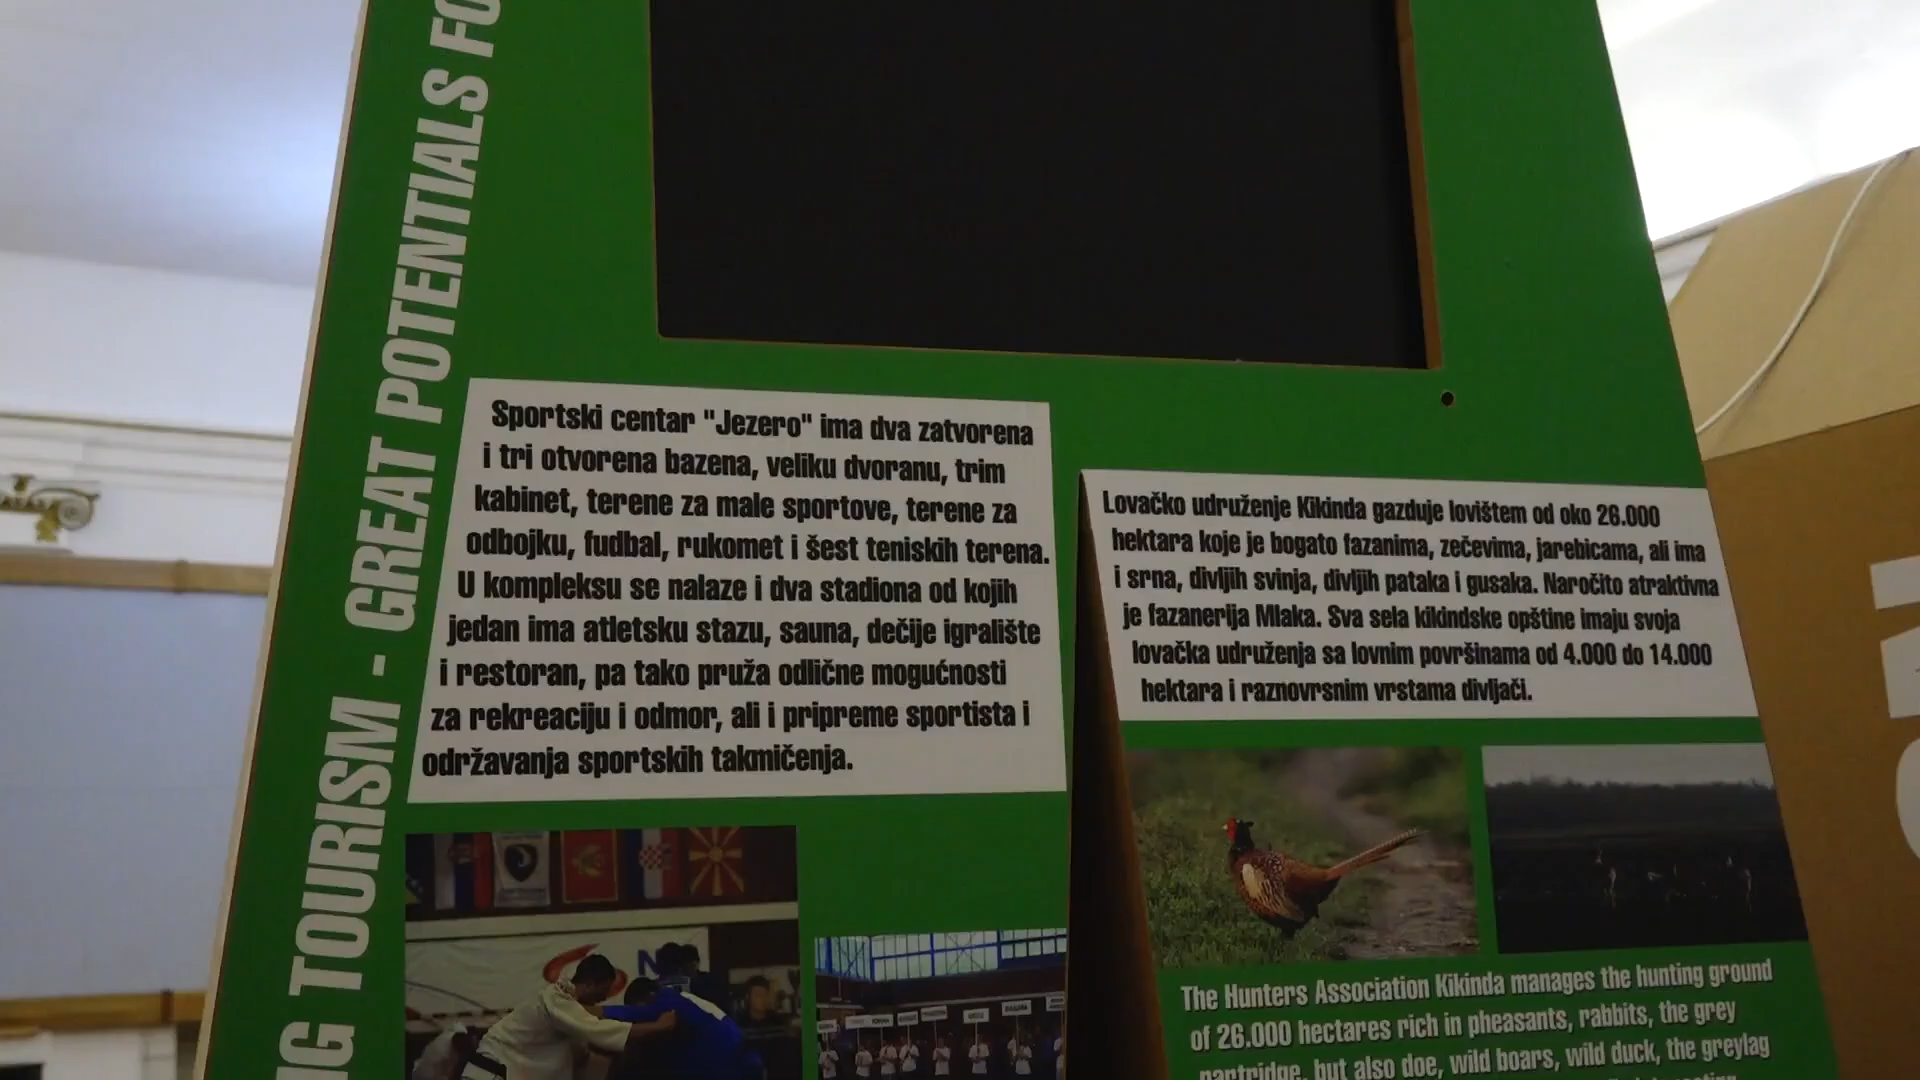 NG TOURISM - GREAT POTENTIALS FO
Sportski centar "Jezero" ima dva zatvorena
i tri otvorena bazena, veliku dvoranu, trim
kabinet, terene za male sportove, terene za
odbojku, fudbal, rukomet i šest teniskih terena.
U kompleksu se nalaze i dva stadiona od kojih
jedan ima atletsku stazu, sauna, dečije igralište
i restoran, pa tako pruža odlične mogućnosti
za rekreaciju i odmor, ali i pripreme sportista i
održavanja sportskih takmičenja.
Lovačko udruženje Kikinda gazduje lovištem od oko 26.000
hektara koje je bogato fazanima, zečevima, jarebicama, ali ima
i srna, divljih svinja, divljih pataka i gusaka. Naročito atraktivna
je fazanerija Mlaka. Sva sela kikindske opštine imaju svoja
lovačka udruženja sa lovnim površinama od 4.000 do 14.000
hektara i raznovrsnim vrstama divljači.
The Hunters Association Kikinda manages the hunting ground
of 26.000 hectares rich in pheasants, rabbits, the grey
partridge, but also doe, wild boars, wild duck, the greylag